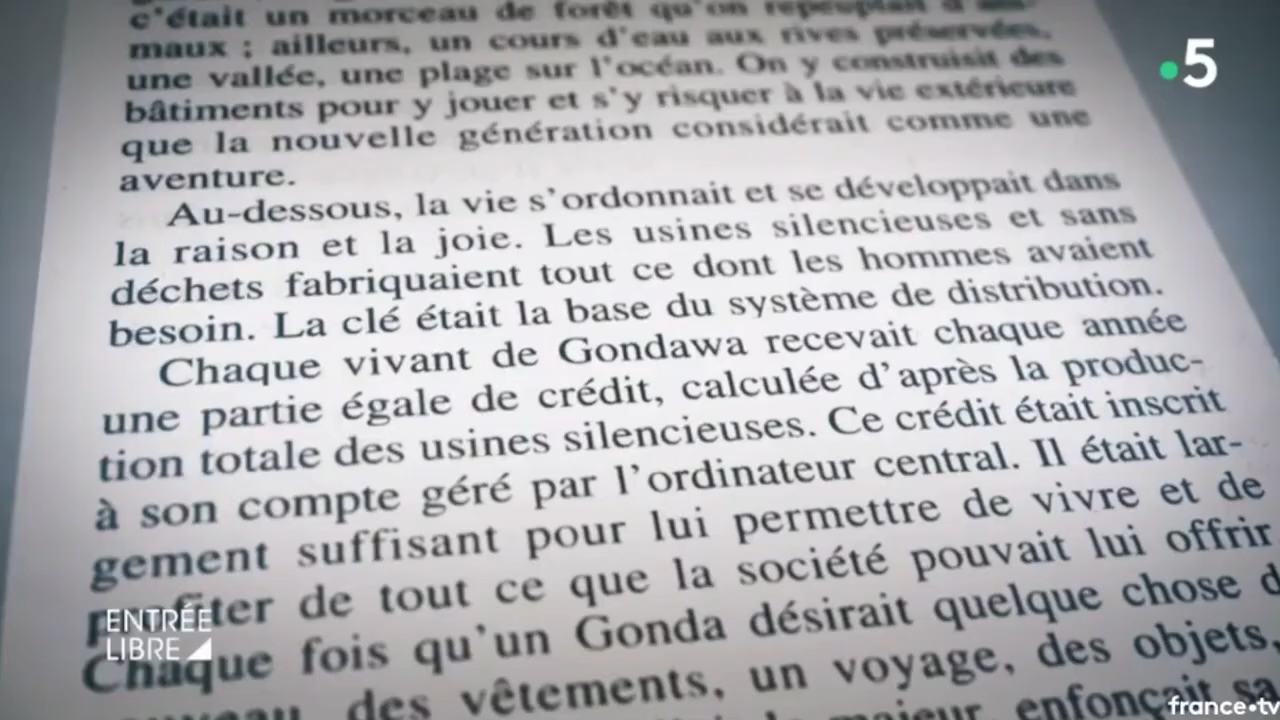 c'était un morceau de forêt qu'on repeuplait d'ani-
maux ; ailleurs, un cours d'eau aux rives préservées,
une vallée, une plage sur l'océan. On y construisit des
bâtiments pour y jouer et s'y risquer à la vie extérieure
que la nouvelle génération considérait comme une
aventure.
Au-dessous, la vie s'ordonnait et se développait dans
la raison et la joie. Les usines silencieuses et sans
déchets fabriquaient tout ce dont les hommes avaient
besoin. La clé était la base du système de distribution.
Chaque vivant de Gondawa recevait chaque année
une partie égale de crédit, calculée d'après la produc-
tion totale des usines silencieuses. Ce crédit était inscrit
à son compte géré par l'ordinateur central. Il était lar-
gement suffisant pour lui permettre de vivre et de
profiter de tout ce que la société pouvait lui offrir
Chaque fois qu'un Gonda désirait quelque chose d
des vêtements, un voyage, des objets,
majeur, enfonçait sa
5
ENTRÉE
LIBRE
france•tv